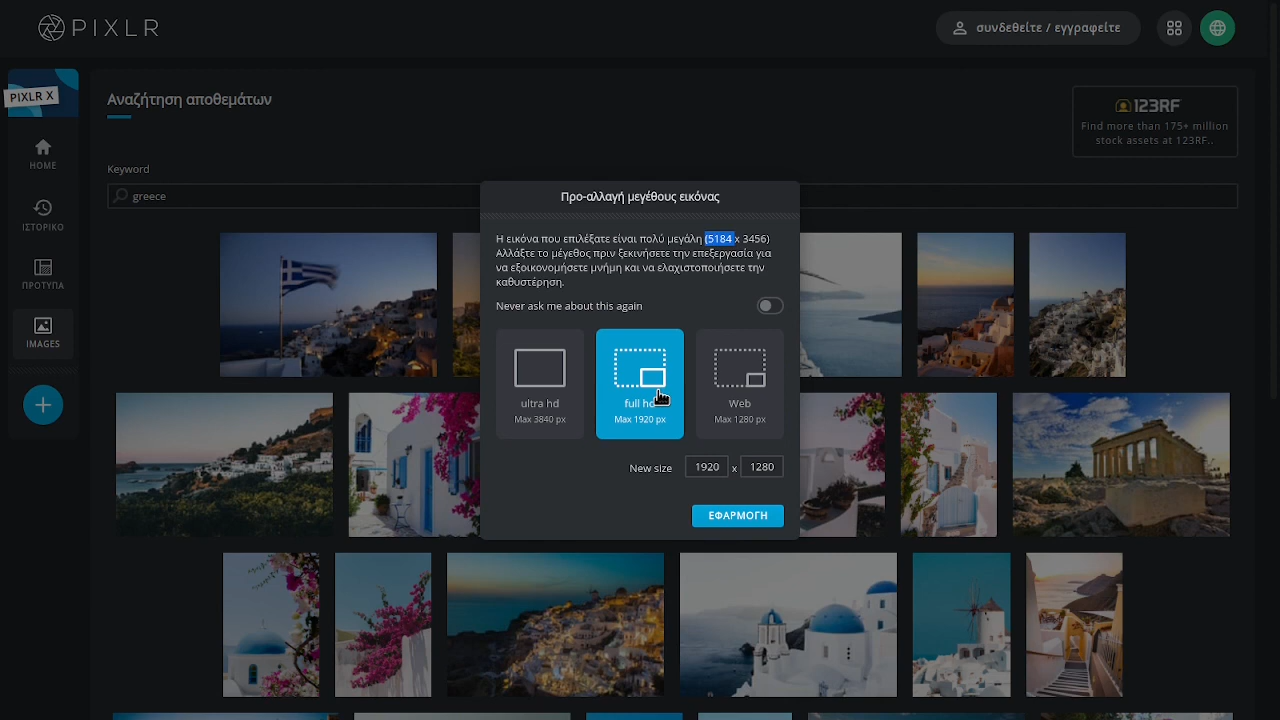 PIXLR
συνδεθείτε / εγγραφείτε
PIXLR X
Αναζήτηση αποθεμάτων
123RF
Find more than 175+ million
stock assets at 123RF..
HOME
ΙΣΤΟΡΙΚΟ
ΠΡΟΤΥΠΑ
IMAGES
Keyword
greece
Προ-αλλαγή μεγέθους εικόνας
Η εικόνα που επιλέξατε είναι πολύ μεγάλη (5184 x 3456)
Αλλάξτε το μέγεθος πριν ξεκινήσετε την επεξεργασία για
να εξοικονομήσετε μνήμη και να ελαχιστοποιήσετε την
καθυστέρηση.
Never ask me about this again
ultra hd
Max 3840 px
full hd
Max 1920 px
Web
Max 1280 px
New size 1920 x 1280
ΕΦΑΡΜΟΓΗ